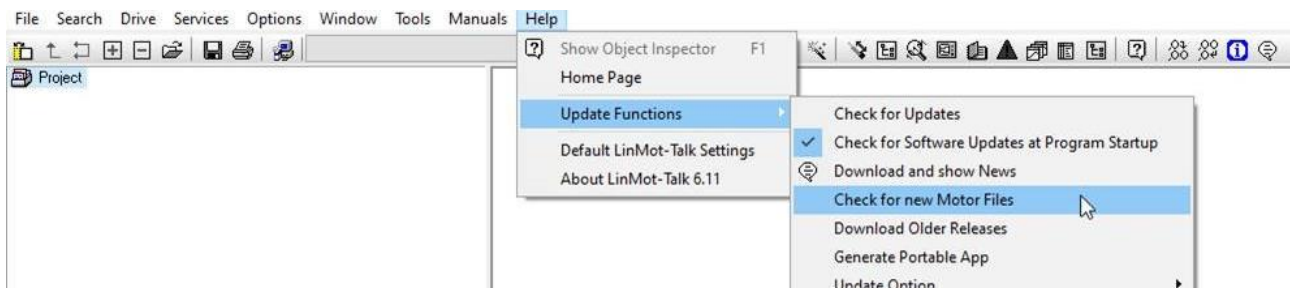 File Search Drive Services Options Window Tools Manuals Help
Project
Show Object Inspector F1
Home Page
Update Functions
Default LinMot-Talk Settings
About LinMot-Talk 6.11
Check for Updates
Check for Software Updates at Program Startup
Download and show News
Check for new Motor Files
Download Older Releases
Generate Portable App
Update Option